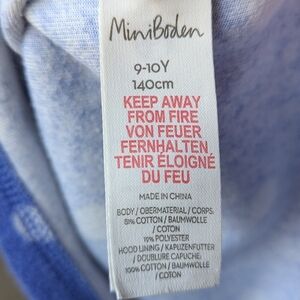 MiniBoden
9-10Y
140cm
KEEP AWAY
FROM FIRE
VON FEUER
FERNHALTEN,
TENIR ÉLOIGNÉ
DU FEU
MADE IN CHINA
BODY / OBERMATERIAL / CORPS:
81% COTTON / BAUMWOLLE
/ COTON
19% POLYESTER
HOOD LINING / KAPUZENFUTTER
/ DOUBLURE CAPUCHE:
100% COTTON / BAUMWOLLE
/ COTON